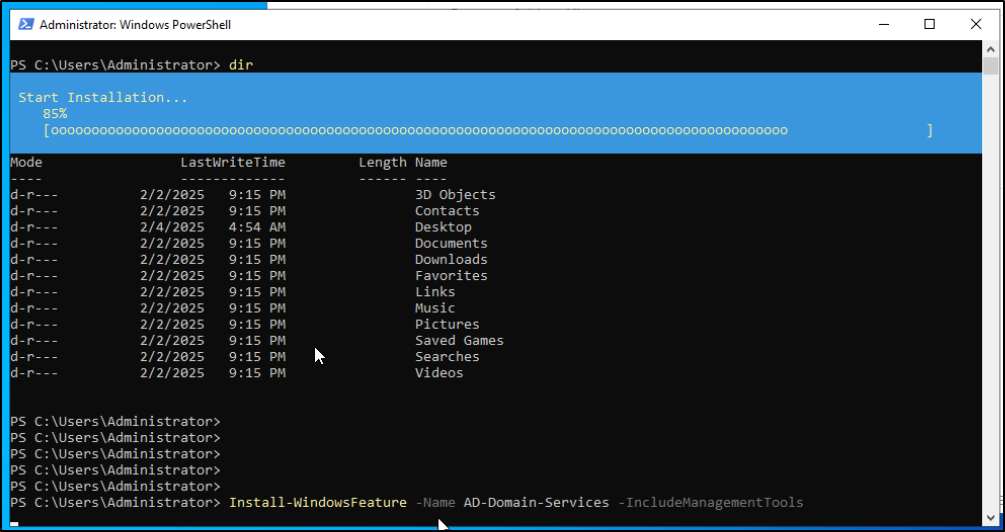 Administrator: Windows PowerShell
PS C:\Users\Administrator> dir
Start Installation...
85%
[oooooooooooooooooooooooooooooooooooooooooooooooooooooooooooooooooooooooooooooooooooooooooooo                 ]
Mode                 LastWriteTime         Length Name
----                 -------------         ------ ----
d-r---          2/2/2025   9:15 PM                3D Objects
d-r---          2/2/2025   9:15 PM                Contacts
d-r---          2/4/2025   4:54 AM                Desktop
d-r---          2/2/2025   9:15 PM                Documents
d-r---          2/2/2025   9:15 PM                Downloads
d-r---          2/2/2025   9:15 PM                Favorites
d-r---          2/2/2025   9:15 PM                Links
d-r---          2/2/2025   9:15 PM                Music
d-r---          2/2/2025   9:15 PM                Pictures
d-r---          2/2/2025   9:15 PM                Saved Games
d-r---          2/2/2025   9:15 PM                Searches
d-r---          2/2/2025   9:15 PM                Videos
PS C:\Users\Administrator>
PS C:\Users\Administrator>
PS C:\Users\Administrator>
PS C:\Users\Administrator>
PS C:\Users\Administrator>
PS C:\Users\Administrator> Install-WindowsFeature -Name AD-Domain-Services -IncludeManagementTools